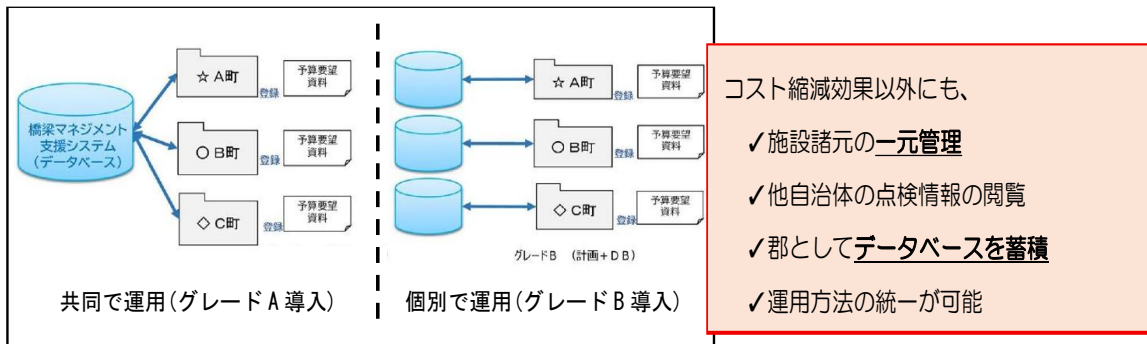 橋梁マネジメント
支援システム
(データベース)
☆ A町
登録
予算要望
資料
○ B町
登録
予算要望
資料
◇ C町
登録
予算要望
資料
共同で運用(グレードA導入)
☆ A町
登録
予算要望
資料
○ B町
登録
予算要望
資料
◇ C町
登録
予算要望
資料
グレードB (計画+DB)
個別で運用(グレードB導入)
コスト縮減効果以外にも、
✓施設諸元の一元管理
✓他自治体の点検情報の閲覧
✓郡としてデータベースを蓄積
✓運用方法の統一が可能